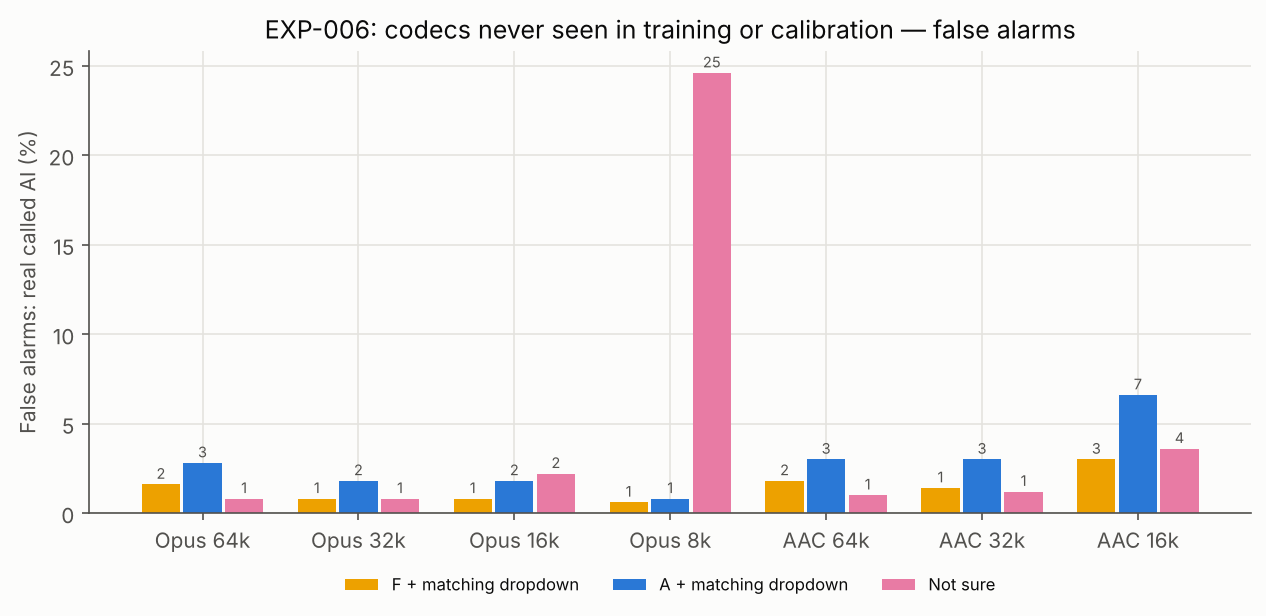 EXP-006: codecs never seen in training or calibration — false alarms
False alarms: real called AI (%)
25
20
15
10
5
0
2
3
1
1
2
1
1
2
2
1
1
25
2
3
1
1
3
1
3
7
4
Opus 64k
Opus 32k
Opus 16k
Opus 8k
AAC 64k
AAC 32k
AAC 16k
F + matching dropdown
A + matching dropdown
Not sure